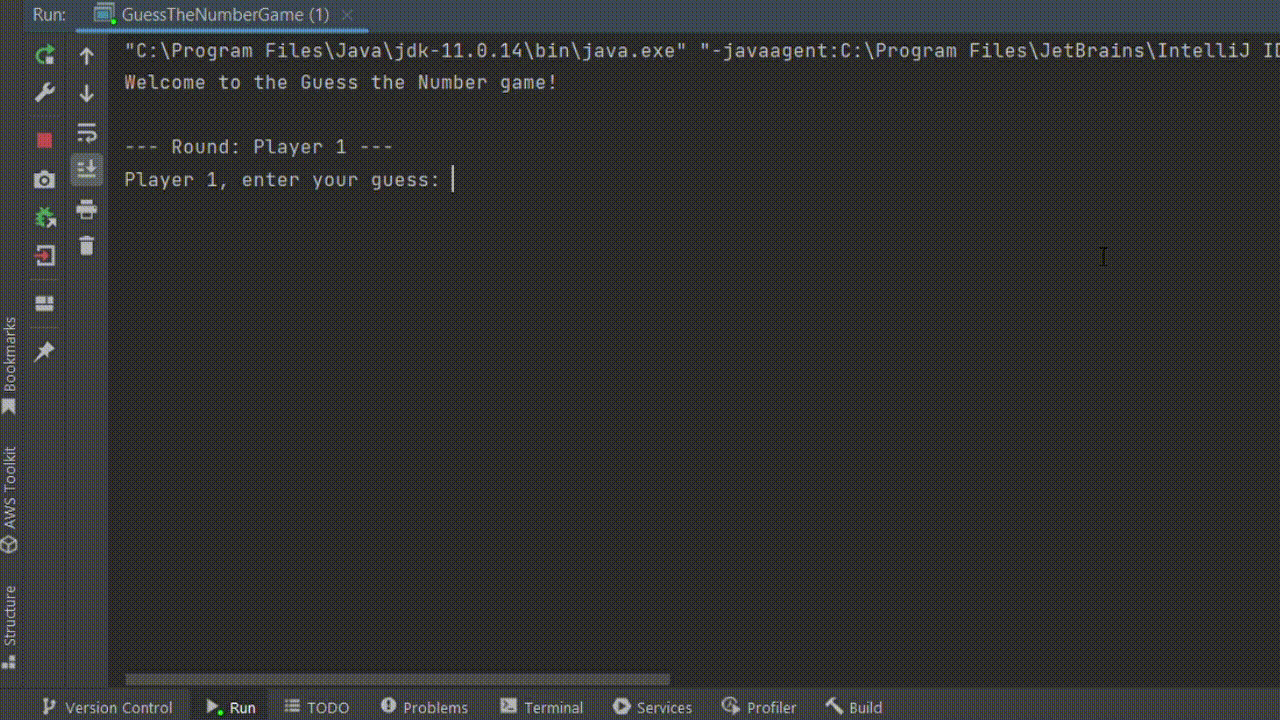 Run: GuessTheNumberGame (1)
"C:\Program Files\Java\jdk-11.0.14\bin\java.exe" "-javaagent:C:\Program Files\JetBrains\IntelliJ ID
Welcome to the Guess the Number game!
--- Round: Player 1 ---
Player 1, enter your guess:
Bookmarks
AWS Toolkit
Structure
Version Control Run TODO Problems Terminal Services Profiler Build